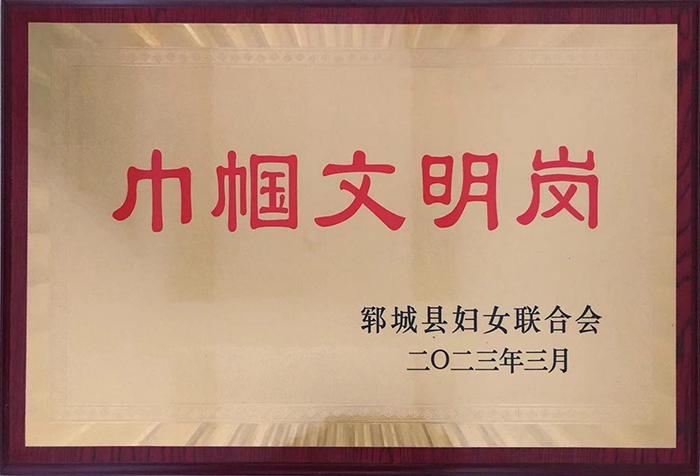 巾帼文明岗
郓城县妇女联合会
二〇二三年三月